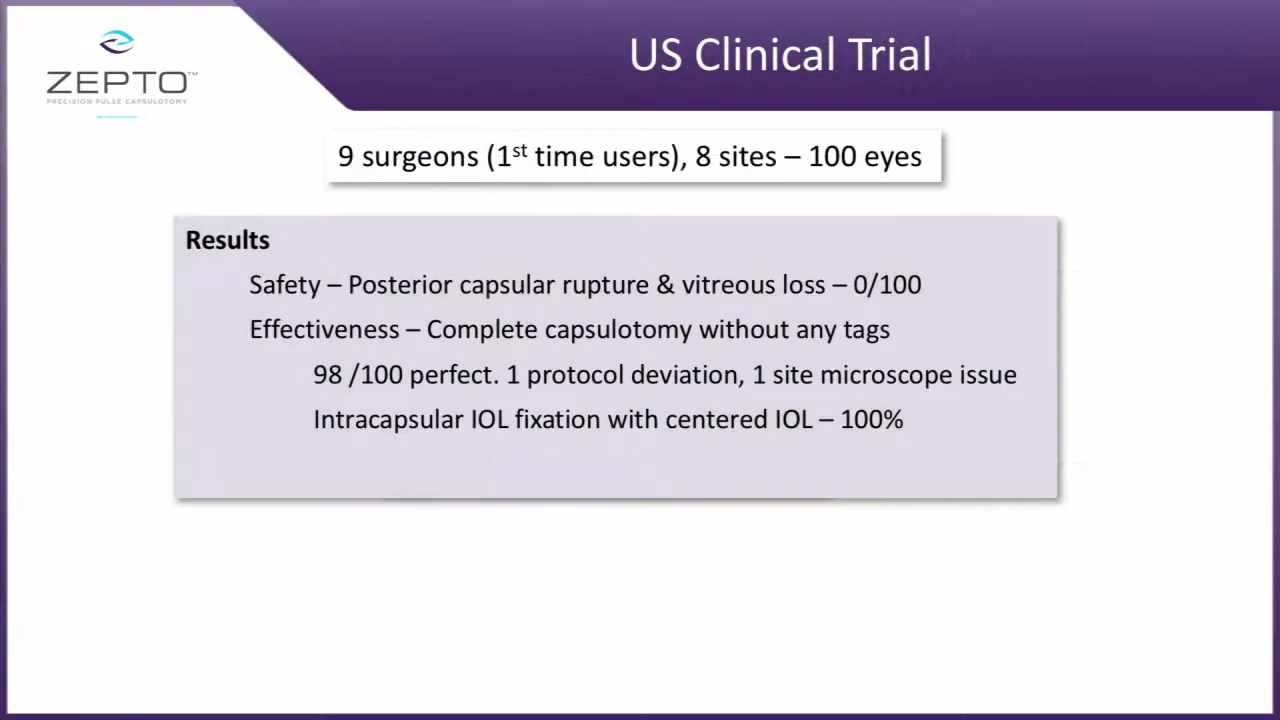 US Clinical Trial
ZEPTO™
PRECISION PULSE CAPSULOTOMY
9 surgeons (1st time users), 8 sites – 100 eyes
Results
Safety – Posterior capsular rupture & vitreous loss – 0/100
Effectiveness – Complete capsulotomy without any tags
98 /100 perfect. 1 protocol deviation, 1 site microscope issue
Intracapsular IOL fixation with centered IOL – 100%